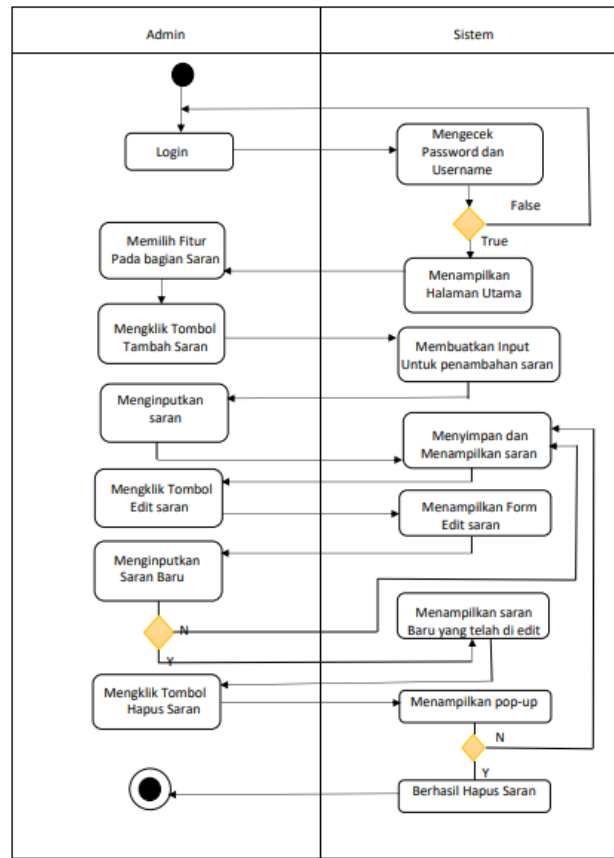 Admin
Sistem
Login
Mengecek
Password dan
Username
False
True
Memilih Fitur
Pada bagian Saran
Menampilkan
Halaman Utama
Mengklik Tombol
Tambah Saran
Membuatkan Input
Untuk penambahan saran
Menginputkan
saran
Menyimpan dan
Menampilkan saran
Mengklik Tombol
Edit saran
Menampilkan Form
Edit saran
Menginputkan
Saran Baru
N
Y
Menampilkan saran
Baru yang telah di edit
Mengklik Tombol
Hapus Saran
Menampilkan pop-up
N
Y
Berhasil Hapus Saran